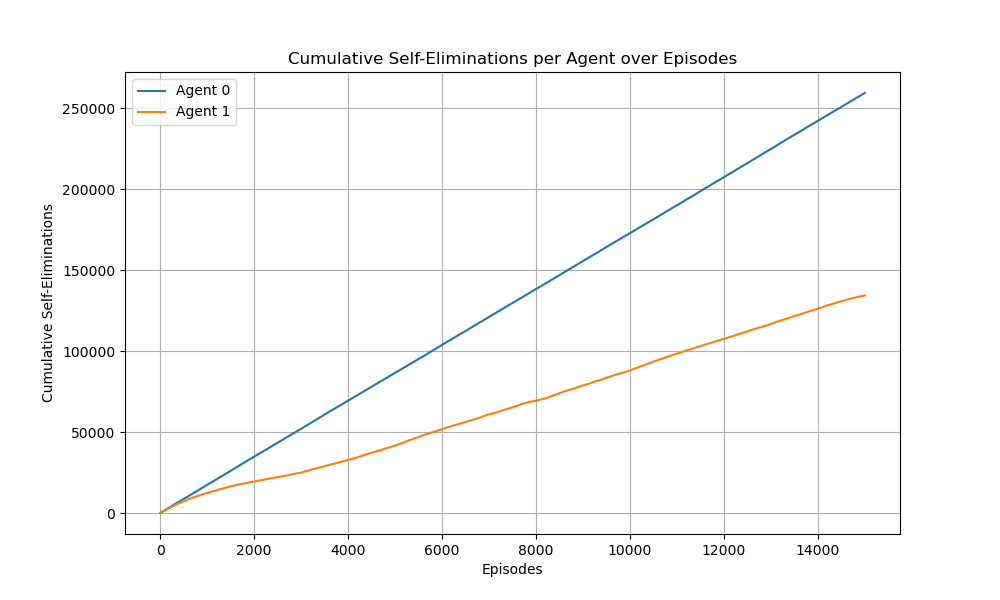 Cumulative Self-Eliminations per Agent over Episodes
Agent 0
Agent 1
Cumulative Self-Eliminations
250000
200000
150000
100000
50000
0
0 2000 4000 6000 8000 10000 12000 14000
Episodes